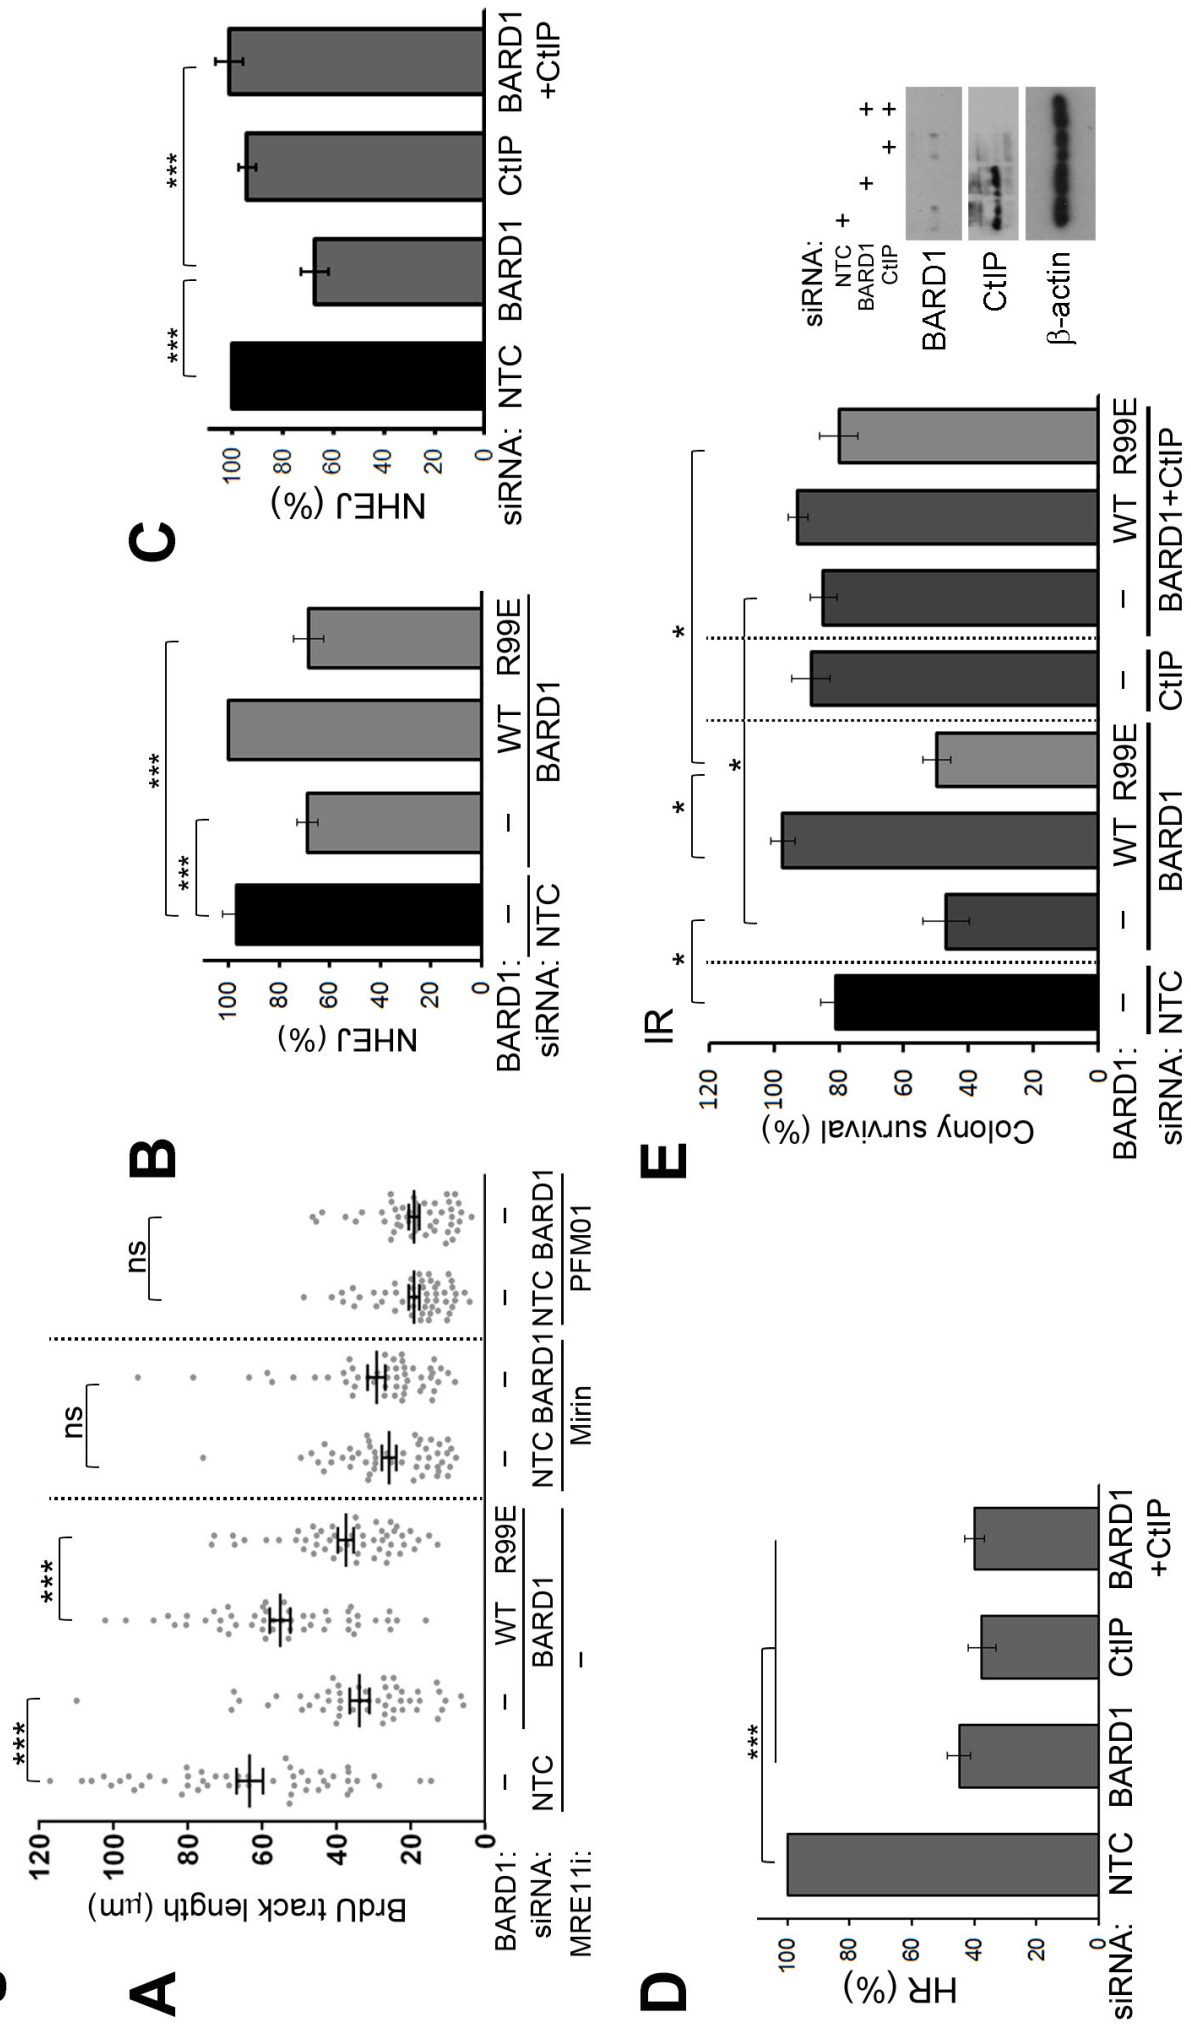 A
BrdU track length (μm)
120
100
80
60
40
20
0
***
***
ns
ns
BARD1: – – WT R99E – – – –
siRNA: NTC BARD1 NTC BARD1 NTC BARD1
MRE11i: – Mirin PFM01
B
NHEJ (%)
100
80
60
40
20
0
***
***
BARD1: – – WT R99E
siRNA: NTC BARD1
C
NHEJ (%)
100
80
60
40
20
0
***
***
siRNA: NTC BARD1 CtIP BARD1
+CtIP
D
HR (%)
100
80
60
40
20
0
***
siRNA: NTC BARD1 CtIP BARD1
+CtIP
E
IR
Colony survival (%)
120
100
80
60
40
20
0
*
*
*
*
BARD1: – – WT R99E – – WT R99E
siRNA: NTC BARD1 CtIP BARD1+CtIP
siRNA:
NTC +
BARD1 + +
CtIP + +
BARD1
CtIP
β-actin